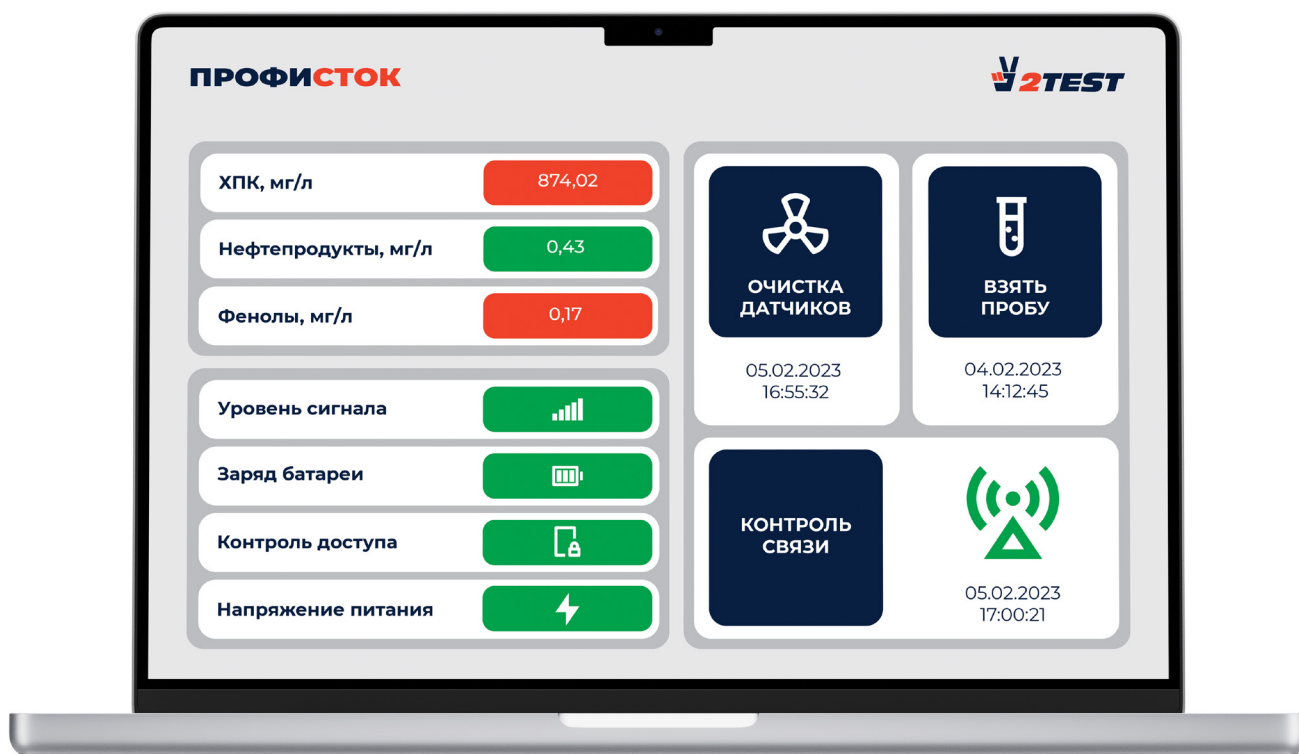 ПРОФИСТОК
2TEST
ХПК, мг/л
874,02
Нефтепродукты, мг/л
0,43
Фенолы, мг/л
0,17
Уровень сигнала
Заряд батареи
Контроль доступа
Напряжение питания
ОЧИСТКА
ДАТЧИКОВ
05.02.2023
16:55:32
ВЗЯТЬ
ПРОБУ
04.02.2023
14:12:45
КОНТРОЛЬ
СВЯЗИ
05.02.2023
17:00:21